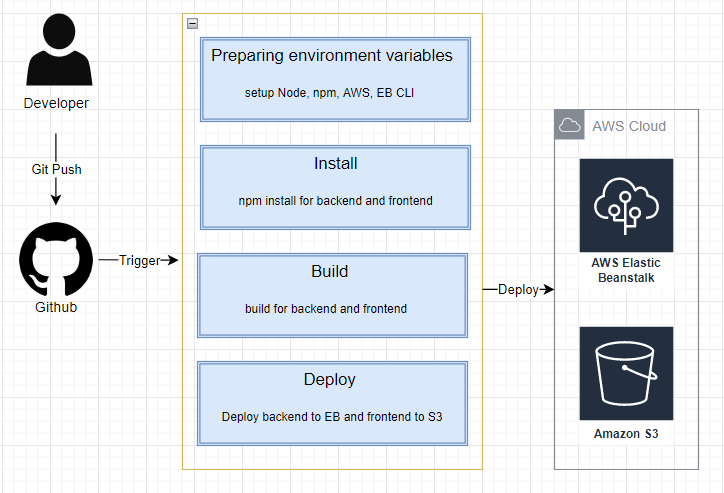 Developer
Git Push
Github
Trigger
Preparing environment variables
setup Node, npm, AWS, EB CLI
Install
npm install for backend and frontend
Build
build for backend and frontend
Deploy
Deploy backend to EB and frontend to S3
Deploy
AWS Cloud
AWS Elastic
Beanstalk
Amazon S3